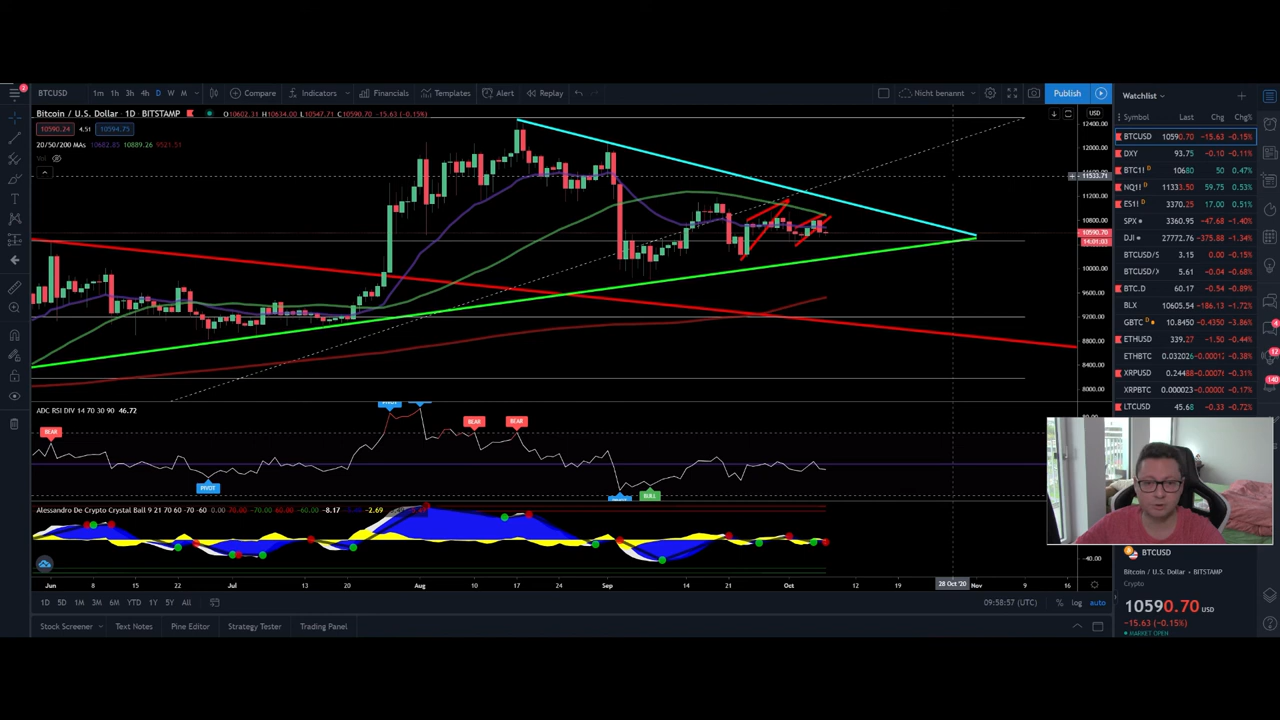 BTCUSD 1m 1h 3h 4h D W M Compare Indicators Financials Templates Alert Replay Nicht benannt Publish
Bitcoin / U.S. Dollar · 1D · BITSTAMP O10602.31 H10634.00 L10547.71 C10590.70 −15.63 (−0.15%)
10590.24 4.51 10594.75
20/50/200 MAs 10682.85 10889.26 9521.51
Vol
USD
12400.00
12000.00
11533.71
11200.00
10800.00
10590.70
14:01:03
10000.00
9600.00
9200.00
8800.00
8400.00
8000.00
ADC RSI DIV 14 70 30 90 46.72
BEAR
PIVOT
PIVOT
BEAR
BEAR
PIVOT
BULL
Alessandro De Crypto Crystal Ball 9 21 70 60 -70 -60 0.00 70.00 -70.00 60.00 -60.00 -8.17 -2.69
-40.00
Jun 8 15 22 Jul 13 20 Aug 10 17 24 Sep 14 21 Oct 12 19 28 Oct '20 Nov 9 16
1D 5D 1M 3M 6M YTD 1Y 5Y All 09:58:57 (UTC) % log auto
Stock Screener Text Notes Pine Editor Strategy Tester Trading Panel
Watchlist
Symbol Last Chg Chg%
BTCUSD 10590.70 −15.63 −0.15%
DXY 93.75 −0.10 −0.11%
BTC1! D 10680 50 0.47%
NQ1! D 11333.50 59.75 0.53%
ES1! D 3370.25 17.00 0.51%
SPX 3360.95 −47.68 −1.40%
DJI 27772.76 −375.88 −1.34%
BTCUSD/S 3.15 0.00 −0.15%
BTCUSD/X 5.61 −0.04 −0.68%
BTC.D 60.17 −0.54 −0.89%
BLX 10605.54 −186.13 −1.72%
GBTC D 10.8450 −0.4350 −3.86%
ETHUSD 339.27 −1.50 −0.44%
ETHBTC 0.032026 −0.00012 −0.38%
XRPUSD 0.24488 −0.00076 −0.31%
XRPBTC 0.000023 −0.0000 −0.17%
LTCUSD 45.68 −0.33 −0.72%
BTCUSD
Bitcoin / U.S. Dollar • BITSTAMP
Crypto
10590.70 USD
−15.63 (−0.15%)
MARKET OPEN